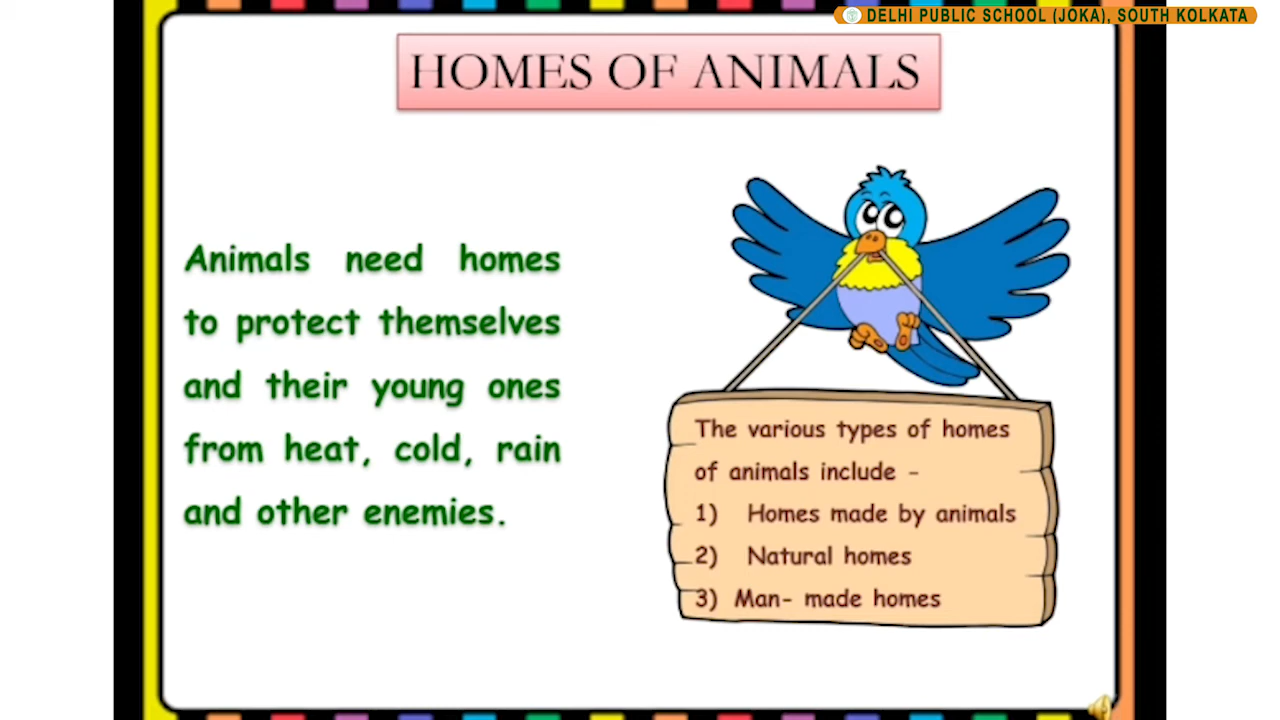 DELHI PUBLIC SCHOOL (JOKA), SOUTH KOLKATA
HOMES OF ANIMALS
Animals need homes
to protect themselves
and their young ones
from heat, cold, rain
and other enemies.
The various types of homes
of animals include -
1) Homes made by animals
2) Natural homes
3) Man- made homes